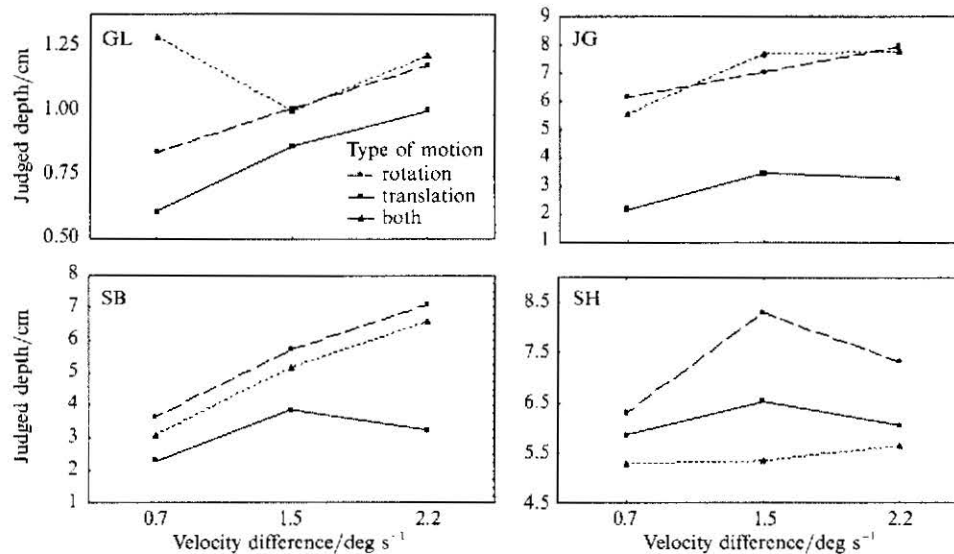 GL
1.25
1.00
0.75
0.50
Judged depth/cm
Type of motion
rotation
translation
both
JG
9
8
7
6
5
4
3
2
1
SB
8
7
6
5
4
3
2
1
Judged depth/cm
0.7 1.5 2.2
Velocity difference/deg s⁻¹
SH
8.5
7.5
6.5
5.5
4.5
0.7 1.5 2.2
Velocity difference/deg s⁻¹